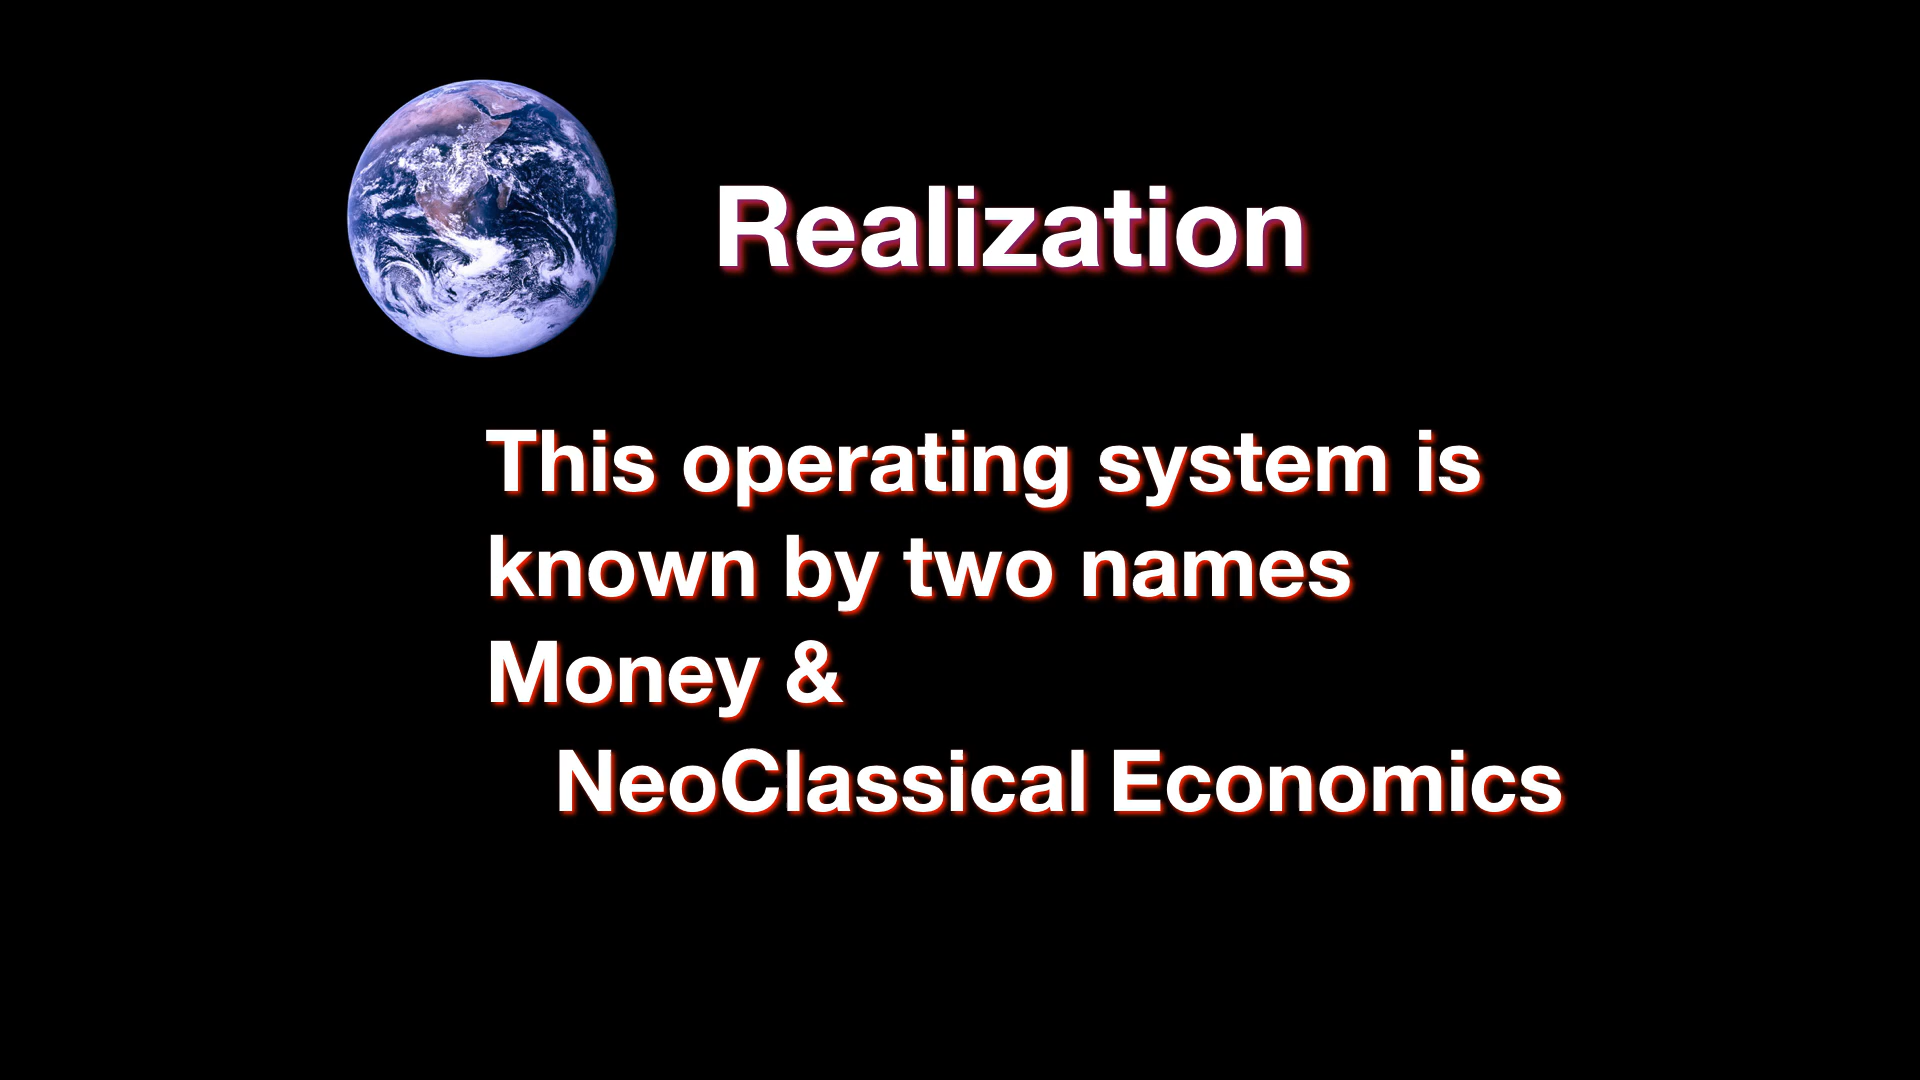 Realization
This operating system is
known by two names
Money &
NeoClassical Economics